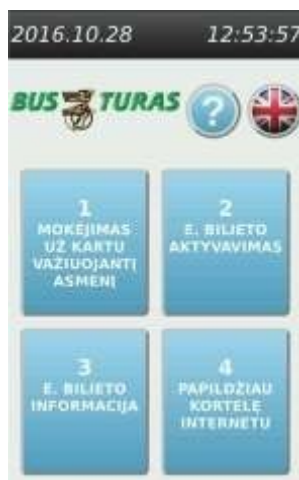 2016.10.28 12:53:57
BUS TURAS ?
1
MOKĖJIMAS
UŽ KARTU
VAŽIUOJANTĮ
ASMENĮ
2
E. BILIETO
AKTYVAVIMAS
3
E. BILIETO
INFORMACIJA
4
PAPILDŽIAU
KORTELĘ
INTERNETU